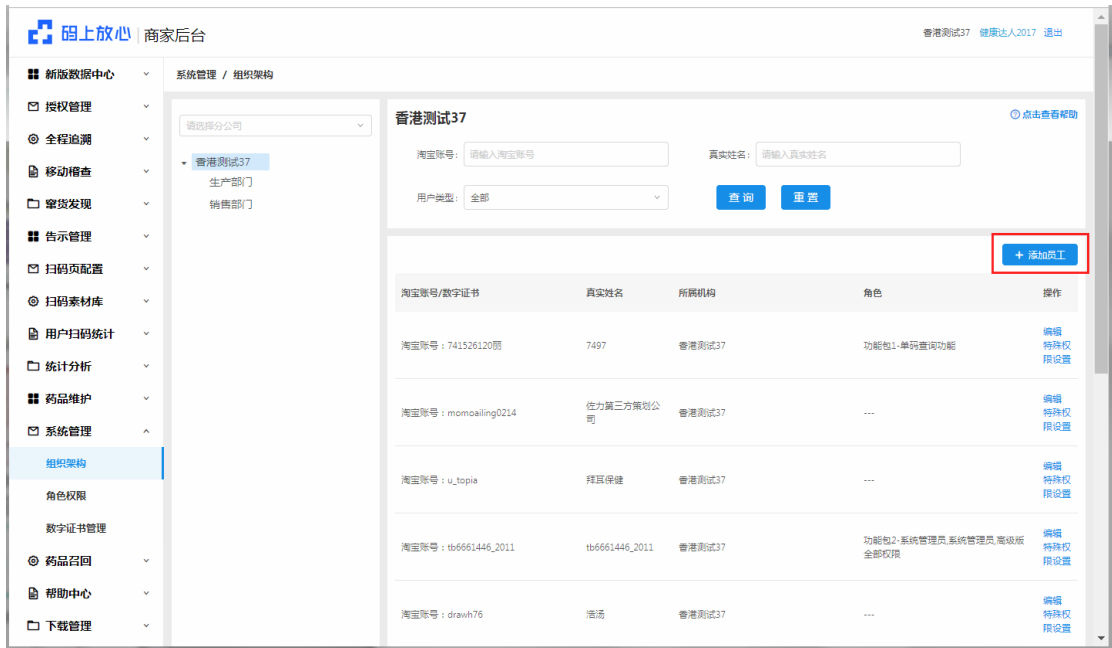 码上放心 商家后台
香港测试37 健康达人2017 退出
新版数据中心
授权管理
全程追溯
移动稽查
窜货发现
告示管理
扫码页配置
扫码素材库
用户扫码统计
统计分析
药品维护
系统管理
组织架构
角色权限
数字证书管理
药品召回
帮助中心
下载管理
系统管理 / 组织架构
请选择分公司
香港测试37
生产部门
销售部门
香港测试37
点击查看帮助
淘宝账号: 请输入淘宝账号 真实姓名: 请输入真实姓名
用户类型: 全部 查 询 重 置
+ 添加员工
淘宝账号/数字证书 真实姓名 所属机构 角色 操作
淘宝账号：741526120丽 7497 香港测试37 功能包1-单码查询功能 编辑
特殊权
限设置
淘宝账号：momoailing0214 佐力第三方策划公 香港测试37 --- 编辑
司 特殊权
限设置
淘宝账号：u_topia 拜耳保健 香港测试37 --- 编辑
特殊权
限设置
淘宝账号：tb6661446_2011 tb6661446_2011 香港测试37 功能包2-系统管理员,系统管理员,高级版 编辑
全部权限 特殊权
限设置
淘宝账号：drawh76 浩汤 香港测试37 --- 编辑
特殊权
限设置